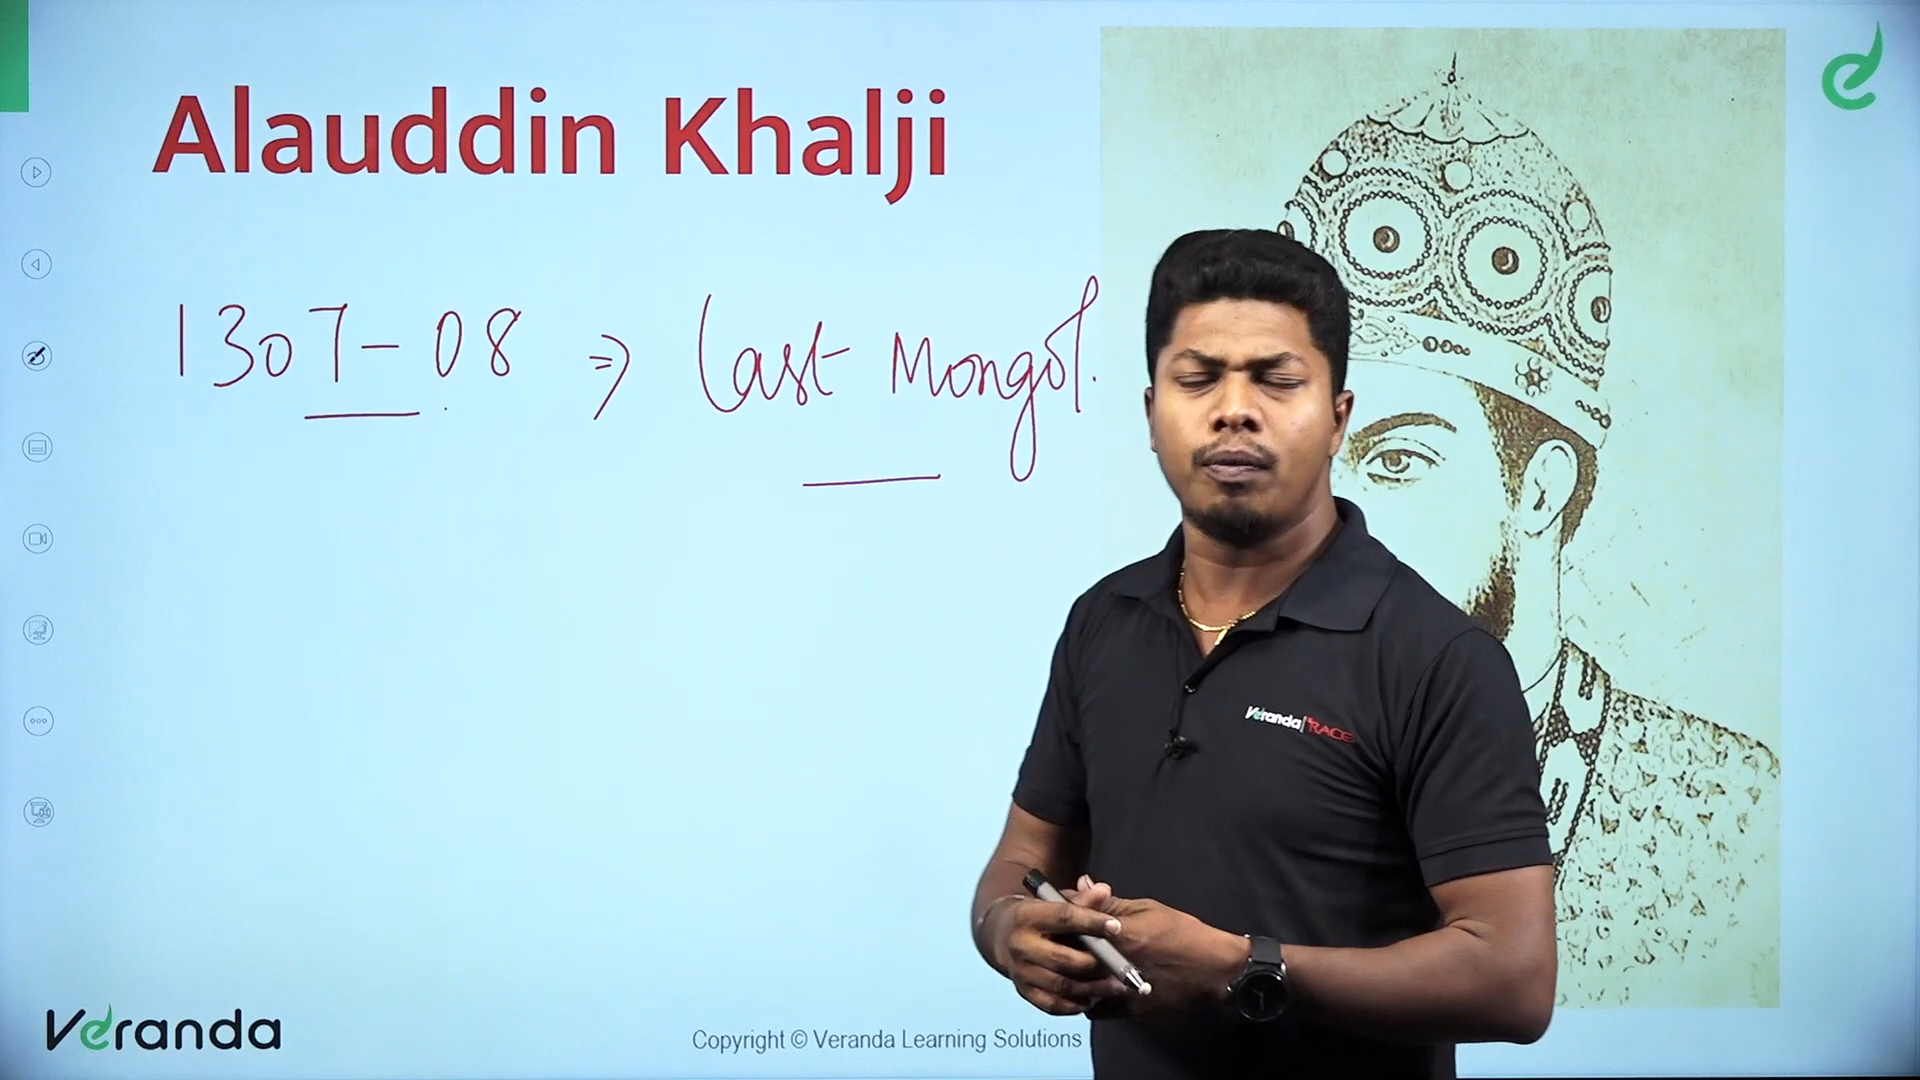 Alauddin Khalji
1307-08 ⇒ Last Mongol.
Veranda|RACE
Veranda
Copyright © Veranda Learning Solutions